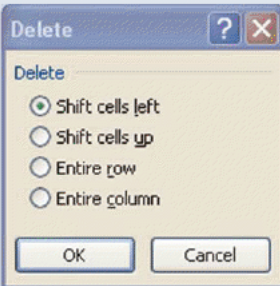 Delete
Delete
Shift cells left
Shift cells up
Entire row
Entire column
OK Cancel